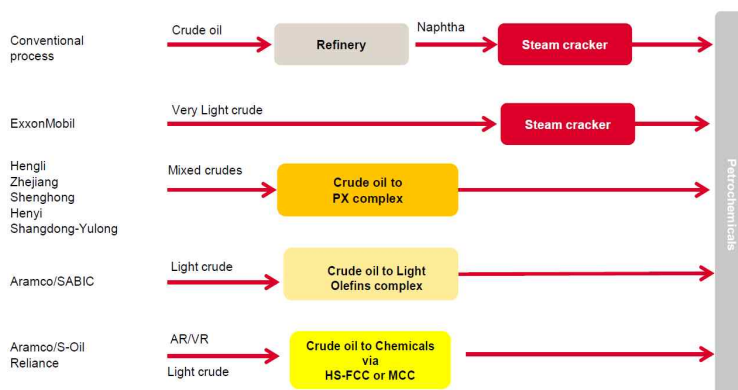 Conventional
process
Crude oil
Refinery
Naphtha
Steam cracker
ExxonMobil
Very Light crude
Steam cracker
Hengli
Zhejiang
Shenghong
Henyi
Shangdong-Yulong
Mixed crudes
Crude oil to
PX complex
Aramco/SABIC
Light crude
Crude oil to Light
Olefins complex
Aramco/S-Oil
Reliance
AR/VR
Light crude
Crude oil to Chemicals
via
HS-FCC or MCC
Petrochemicals